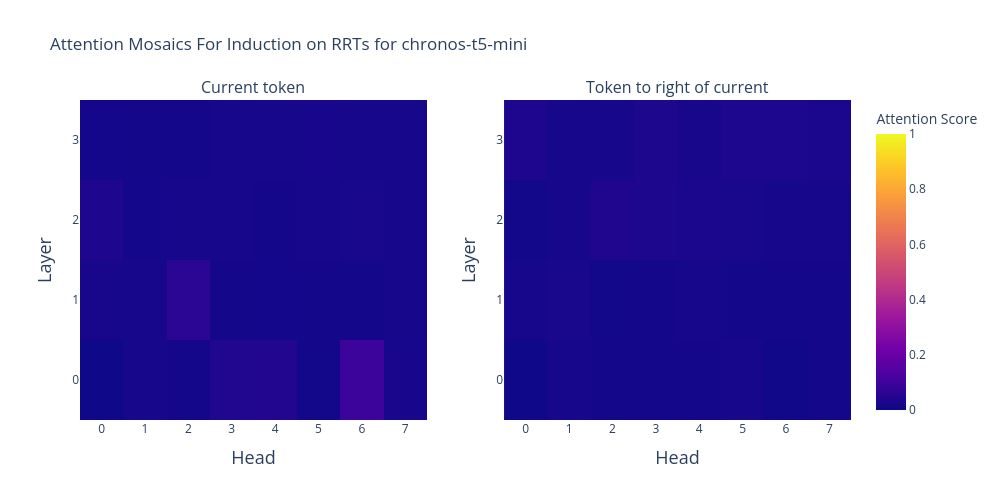 Attention Mosaics For Induction on RRTs for chronos-t5-mini
Current token
Token to right of current
Attention Score
Layer
3
2
1
0
0 1 2 3 4 5 6 7
Head
Layer
3
2
1
0
0 1 2 3 4 5 6 7
Head
1
0.8
0.6
0.4
0.2
0